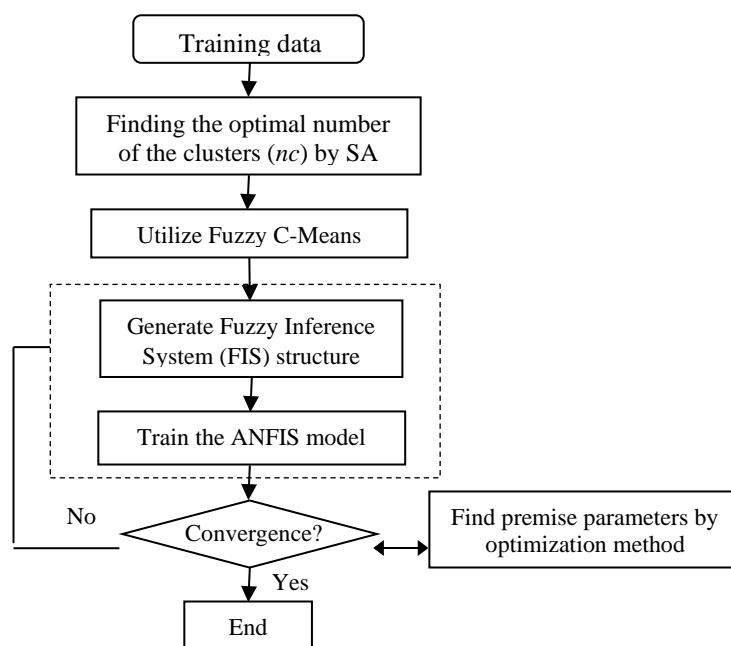 Training data
Finding the optimal number
of the clusters (nc) by SA
Utilize Fuzzy C-Means
Generate Fuzzy Inference
System (FIS) structure
Train the ANFIS model
No
Convergence?
Find premise parameters by
optimization method
Yes
End